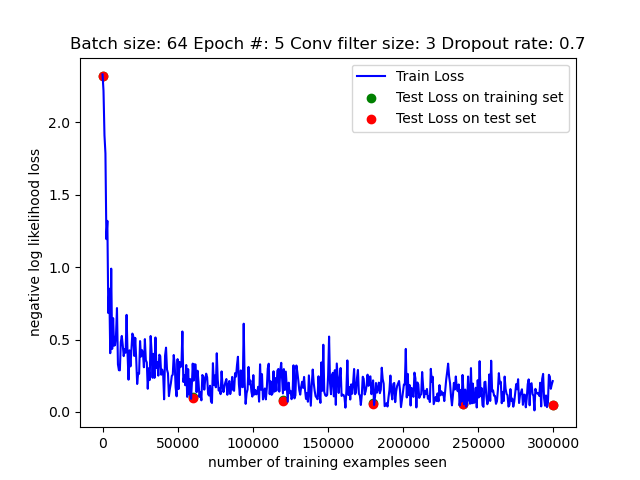 Batch size: 64 Epoch #: 5 Conv filter size: 3 Dropout rate: 0.7
Train Loss
Test Loss on training set
Test Loss on test set
negative log likelihood loss
2.0
1.5
1.0
0.5
0.0
0 50000 100000 150000 200000 250000 300000
number of training examples seen